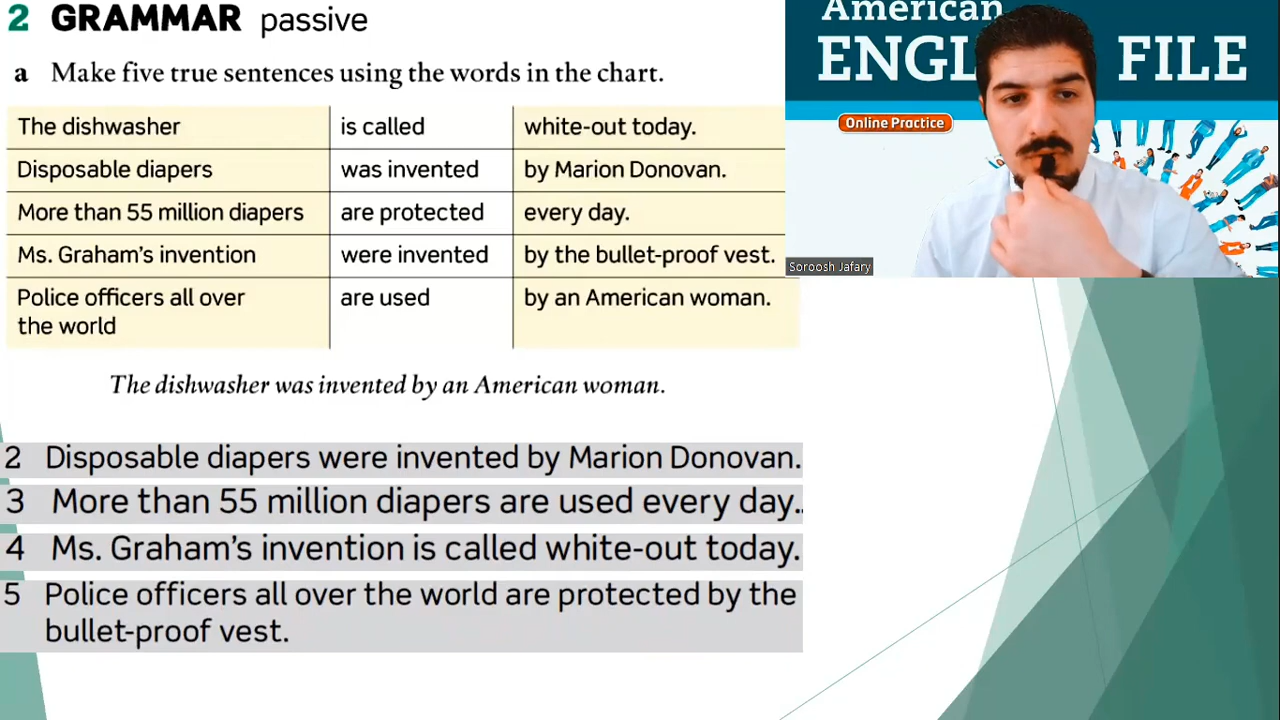 2 GRAMMAR passive
a Make five true sentences using the words in the chart.
The dishwasher is called white-out today.
Disposable diapers was invented by Marion Donovan.
More than 55 million diapers are protected every day.
Ms. Graham's invention were invented by the bullet-proof vest.
Police officers all over are used by an American woman.
the world
The dishwasher was invented by an American woman.
2 Disposable diapers were invented by Marion Donovan.
3 More than 55 million diapers are used every day..
4 Ms. Graham's invention is called white-out today.
5 Police officers all over the world are protected by the
bullet-proof vest.
American
ENGL FILE
Online Practice
Soroosh Jafary